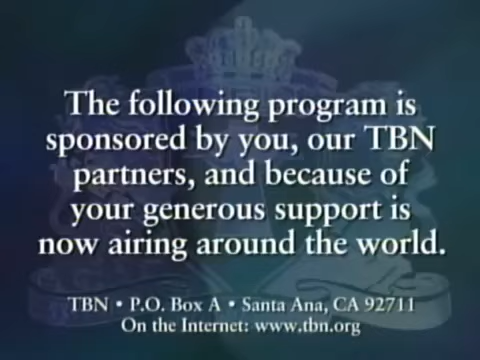 The following program is
sponsored by you, our TBN
partners, and because of
your generous support is
now airing around the world.
TBN • P.O. Box A • Santa Ana, CA 92711
On the Internet: www.tbn.org